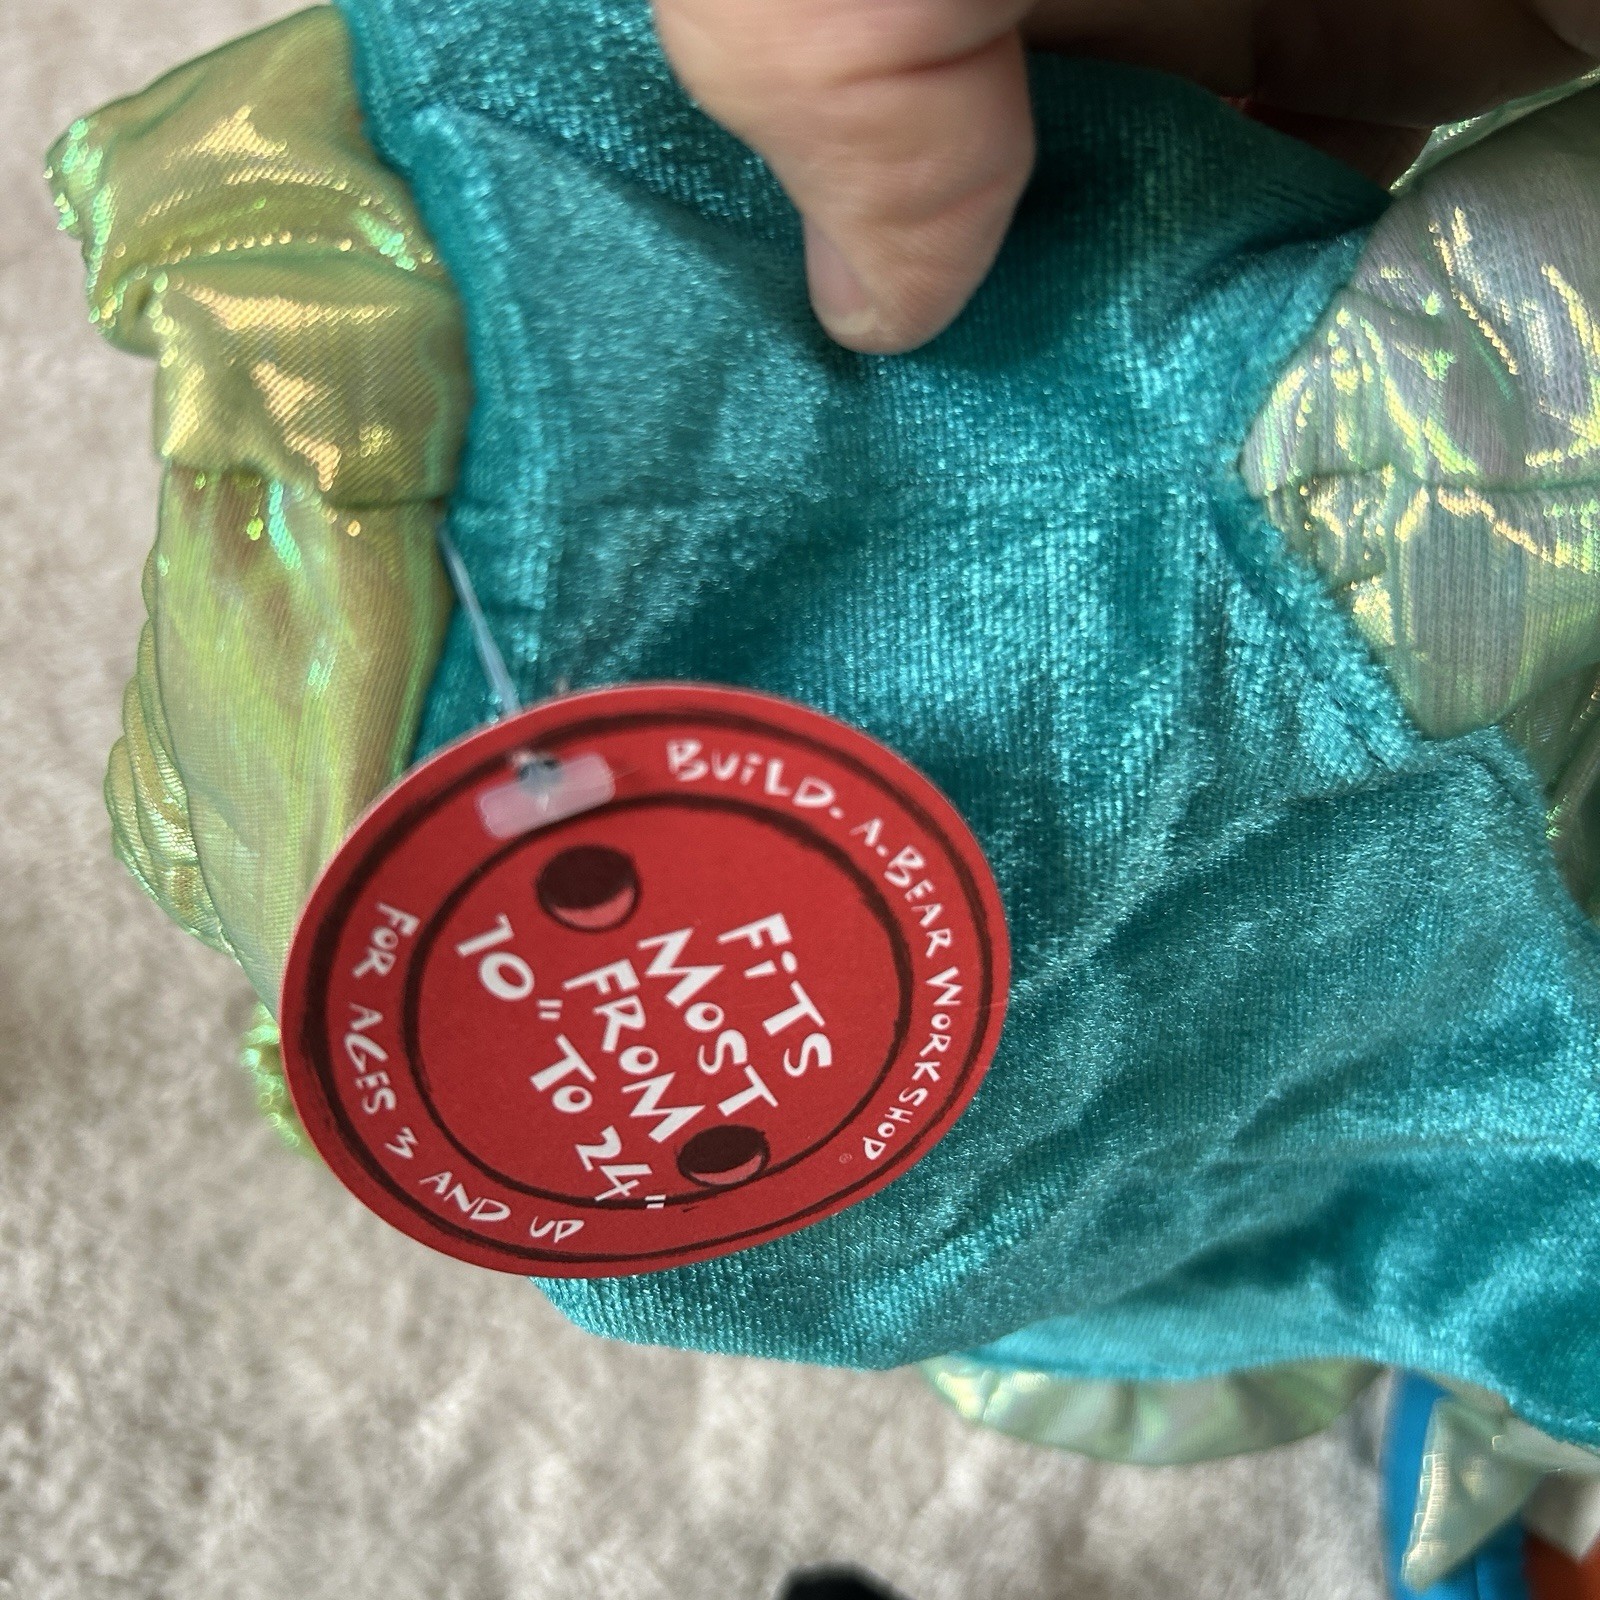 BUiLD-A-BEAR WORKSHOP®
FiTS
MOST
FROM
10" TO 24"
FOR AGES 3 AND UP